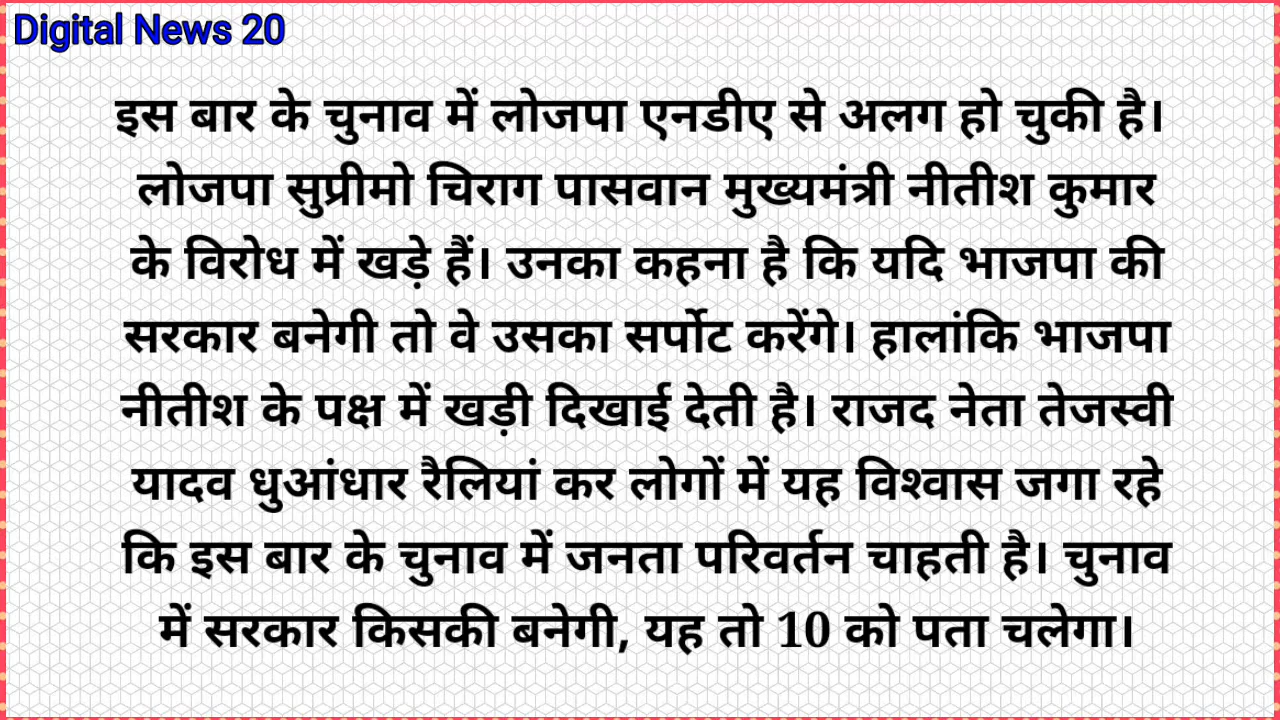 Digital News 20
इस बार के चुनाव में लोजपा एनडीए से अलग हो चुकी है।
लोजपा सुप्रीमो चिराग पासवान मुख्यमंत्री नीतीश कुमार
के विरोध में खड़े हैं। उनका कहना है कि यदि भाजपा की
सरकार बनेगी तो वे उसका सर्पोट करेंगे। हालांकि भाजपा
नीतीश के पक्ष में खड़ी दिखाई देती है। राजद नेता तेजस्वी
यादव धुआंधार रैलियां कर लोगों में यह विश्वास जगा रहे
कि इस बार के चुनाव में जनता परिवर्तन चाहती है। चुनाव
में सरकार किसकी बनेगी, यह तो 10 को पता चलेगा।